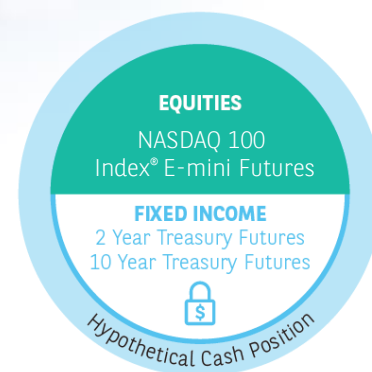 EQUITIES
NASDAQ 100
Index® E-mini Futures
FIXED INCOME
2 Year Treasury Futures
10 Year Treasury Futures
$
Hypothetical Cash Position